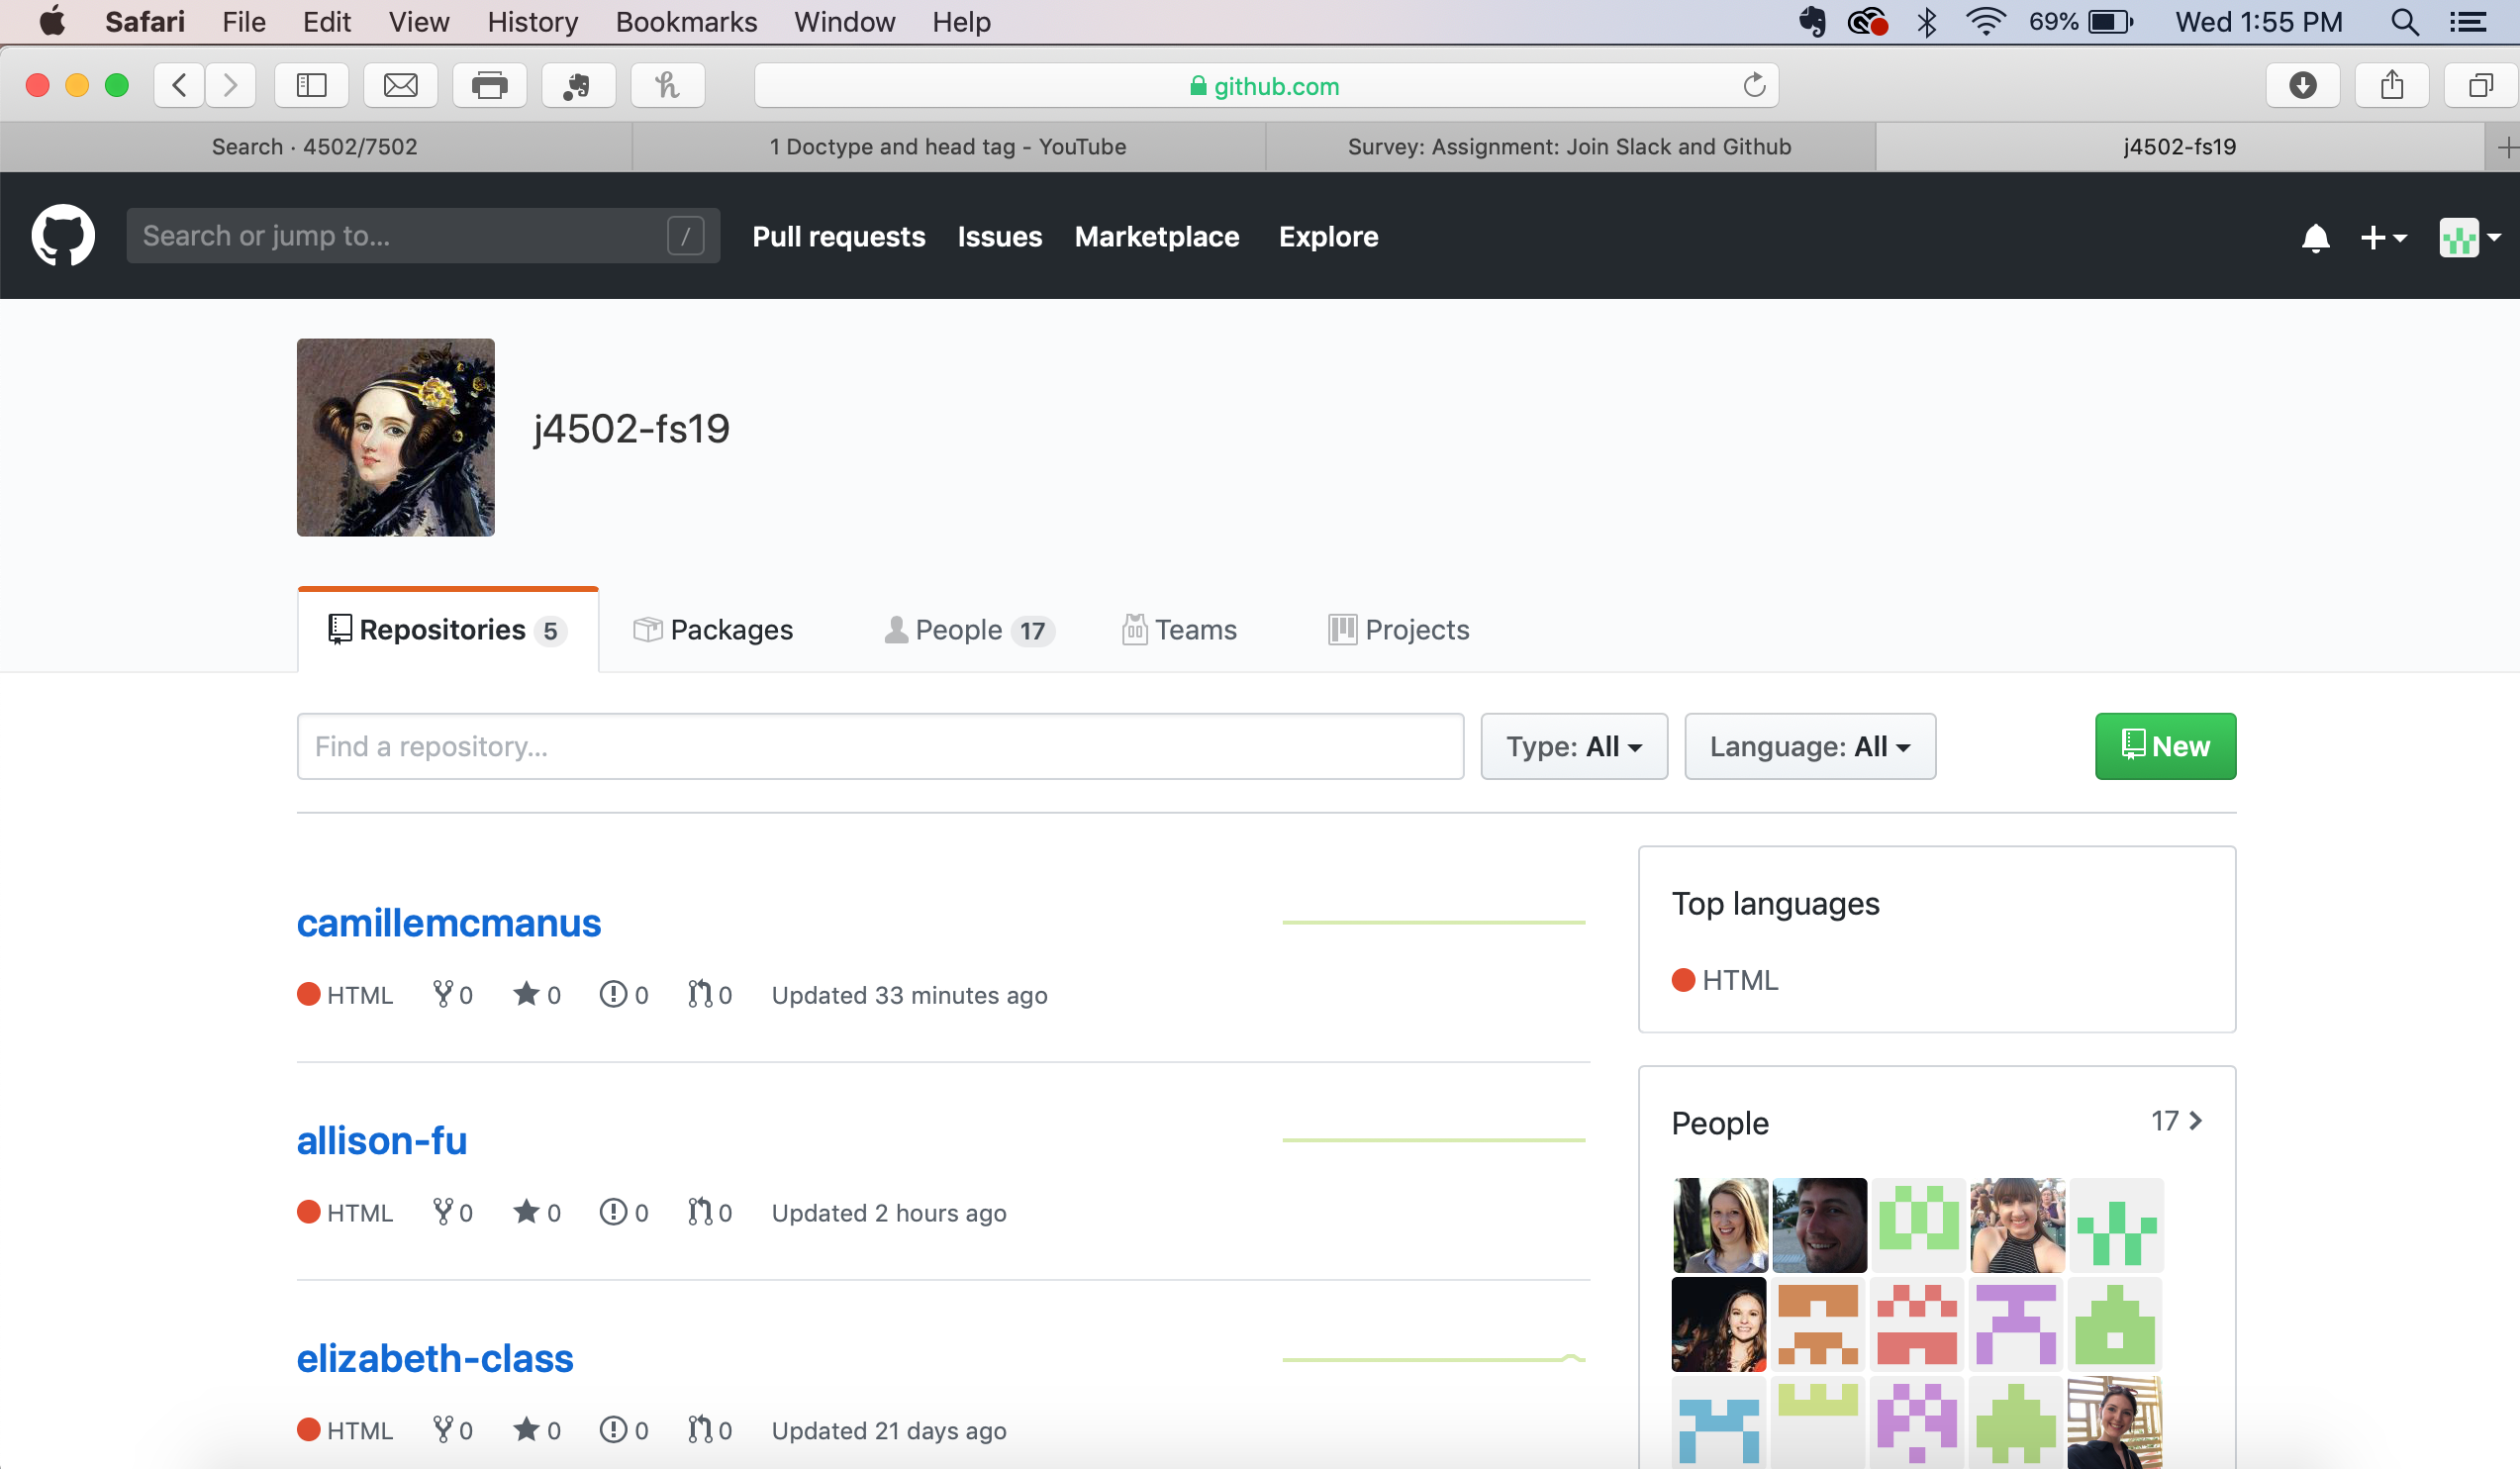 Safari File Edit View History Bookmarks Window Help 69% Wed 1:55 PM
github.com
Search · 4502/7502 1 Doctype and head tag - YouTube Survey: Assignment: Join Slack and Github j4502-fs19
Search or jump to... / Pull requests Issues Marketplace Explore
j4502-fs19
Repositories 5 Packages People 17 Teams Projects
Find a repository... Type: All Language: All New
camillemcmanus
HTML 0 0 0 0 Updated 33 minutes ago
allison-fu
HTML 0 0 0 0 Updated 2 hours ago
elizabeth-class
HTML 0 0 0 0 Updated 21 days ago
Top languages
HTML
People 17